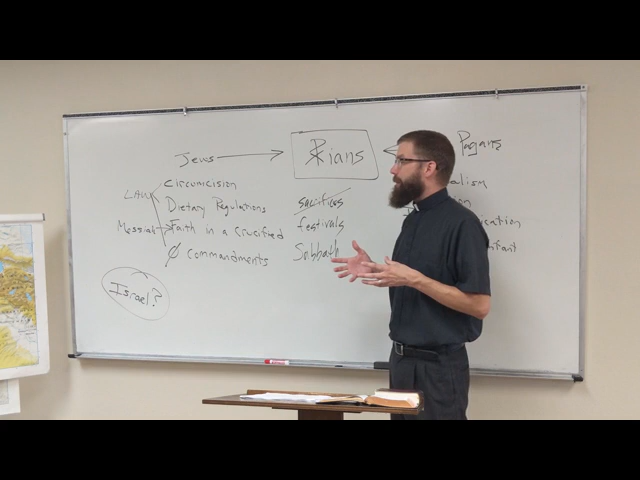 Jews
☧ians
Pagans
circumcision
LAW
Dietary Regulations
sacrifices
Messiah Faith in a crucified
festivals
Ø commandments
Sabbath
Israel?